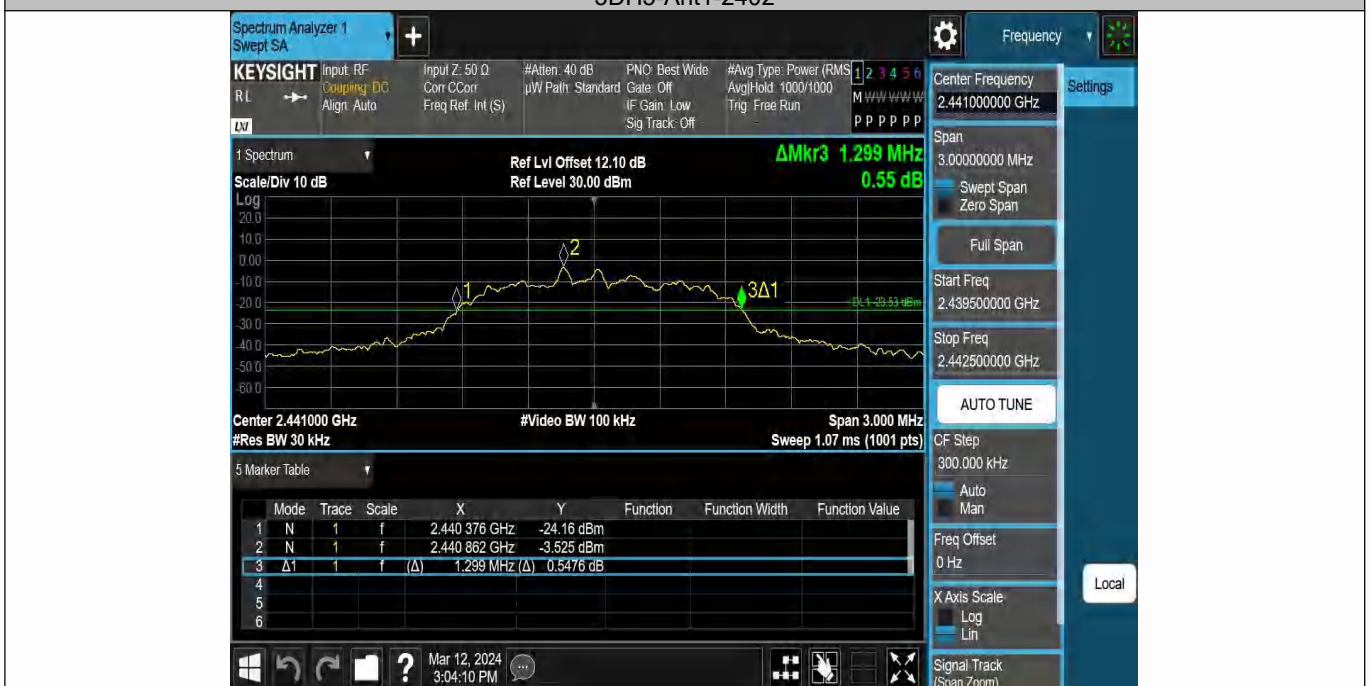 3DH5-Ant1-2402
Spectrum Analyzer 1
Swept SA
+
Frequency
KEYSIGHT
RL
LXI
Input: RF
Coupling: DC
Align: Auto
Input Z: 50 Ω
Corr CCorr
Freq Ref: Int (S)
#Atten: 40 dB
µW Path: Standard
PNO: Best Wide
Gate: Off
IF Gain: Low
Sig Track: Off
#Avg Type: Power (RMS
Avg|Hold: 1000/1000
Trig: Free Run
1 2 3 4 5 6
M W W W W W
P P P P P P
Center Frequency
2.441000000 GHz
Settings
1 Spectrum
Scale/Div 10 dB
Ref Lvl Offset 12.10 dB
Ref Level 30.00 dBm
ΔMkr3 1.299 MHz
0.55 dB
Span
3.00000000 MHz
Swept Span
Zero Span
Log
20.0
10.0
0.00
-10.0
-20.0
-30.0
-40.0
-50.0
-60.0
1
2
3Δ1
DL1 -23.53 dBm
Full Span
Start Freq
2.439500000 GHz
Stop Freq
2.442500000 GHz
AUTO TUNE
Center 2.441000 GHz
#Res BW 30 kHz
#Video BW 100 kHz
Span 3.000 MHz
Sweep 1.07 ms (1001 pts)
CF Step
300.000 kHz
Auto
Man
5 Marker Table
Mode Trace Scale X Y Function Function Width Function Value
1 N 1 f 2.440 376 GHz -24.16 dBm
2 N 1 f 2.440 862 GHz -3.525 dBm
3 Δ1 1 f (Δ) 1.299 MHz (Δ) 0.5476 dB
4
5
6
Freq Offset
0 Hz
Local
X Axis Scale
Log
Lin
Signal Track
(Span Zoom)
?
Mar 12, 2024
3:04:10 PM